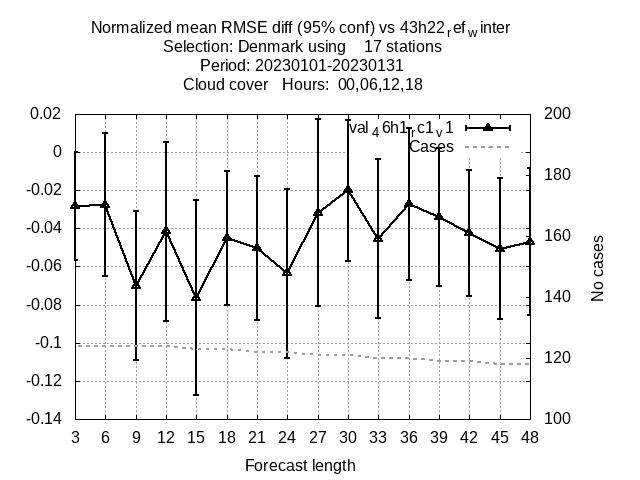 Normalized mean RMSE diff (95% conf) vs 43h22refwinter
Selection: Denmark using 17 stations
Period: 20230101-20230131
Cloud cover Hours: 00,06,12,18
0.02
0
-0.02
-0.04
-0.06
-0.08
-0.1
-0.12
-0.14
200
180
160
140
120
100
val46h1rc1v1
Cases
No cases
3 6 9 12 15 18 21 24 27 30 33 36 39 42 45 48
Forecast length